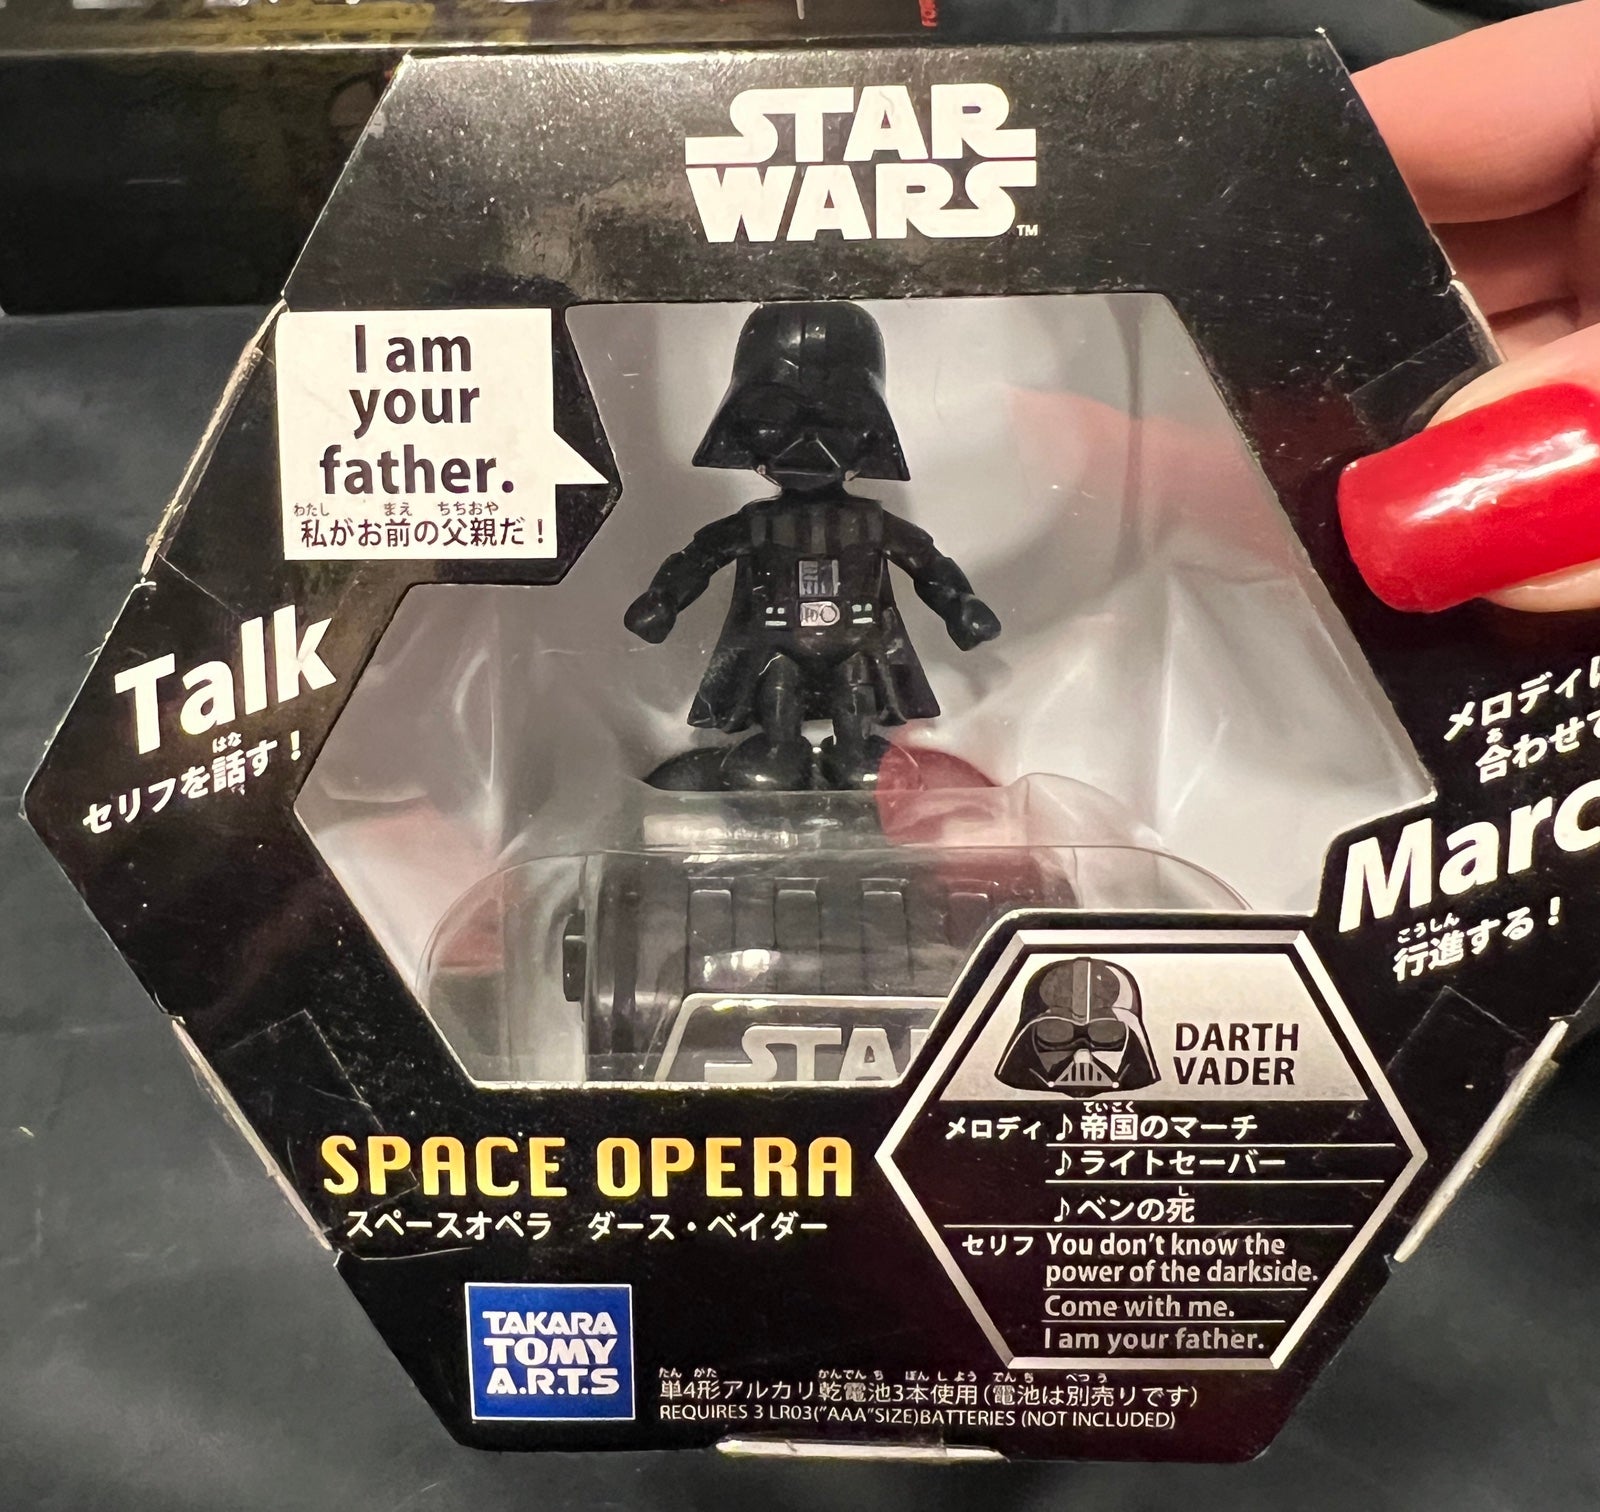 STAR
WARS
TM
I am
your
father.
わたし まえ ちちおや
私がお前の父親だ！
Talk
はな
セリフを話す！
メロディ
あ
合わせて
Marc
こうしん
行進する！
STA
DARTH
VADER
ていこく
メロディ ♪帝国のマーチ
♪ライトセーバー
し
♪ベンの死
セリフ You don't know the
power of the darkside.
Come with me.
I am your father.
SPACE OPERA
スペースオペラ ダース・ベイダー
TAKARA
TOMY
A.R.T.S
たん がた かんでんち ぽんしよう でんち べつう
単4形アルカリ乾電池3本使用(電池は別売りです)
REQUIRES 3 LR03("AAA"SIZE)BATTERIES (NOT INCLUDED)